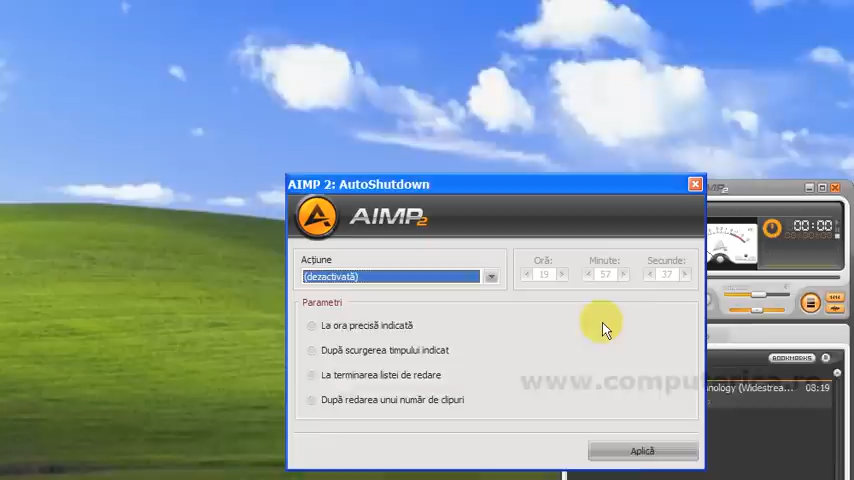 AIMP 2: AutoShutdown
AIMP2
Acțiune
(dezactivată)
Oră: Minute: Secunde:
19 57 37
Parametri
La ora precisă indicată
După scurgerea timpului indicat
La terminarea listei de redare
După redarea unui număr de clipuri
Aplică
00:00
BOOKMARKS
nology (Widestrea... 08:19
www.computerica.ro